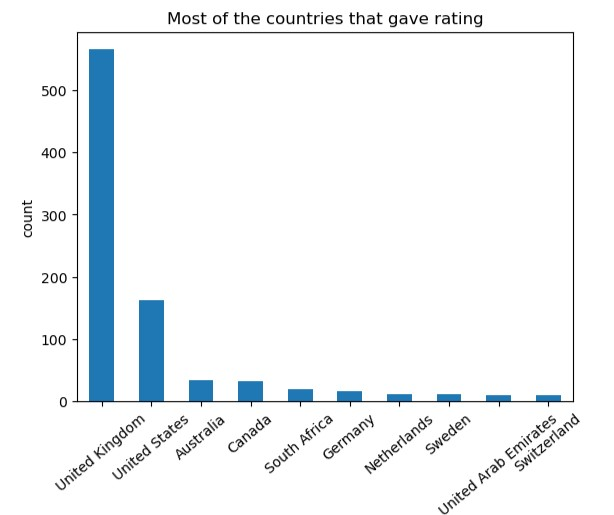 Most of the countries that gave rating
count
500
400
300
200
100
0
United Kingdom
United States
Australia
Canada
South Africa
Germany
Netherlands
Sweden
United Arab Emirates
Switzerland